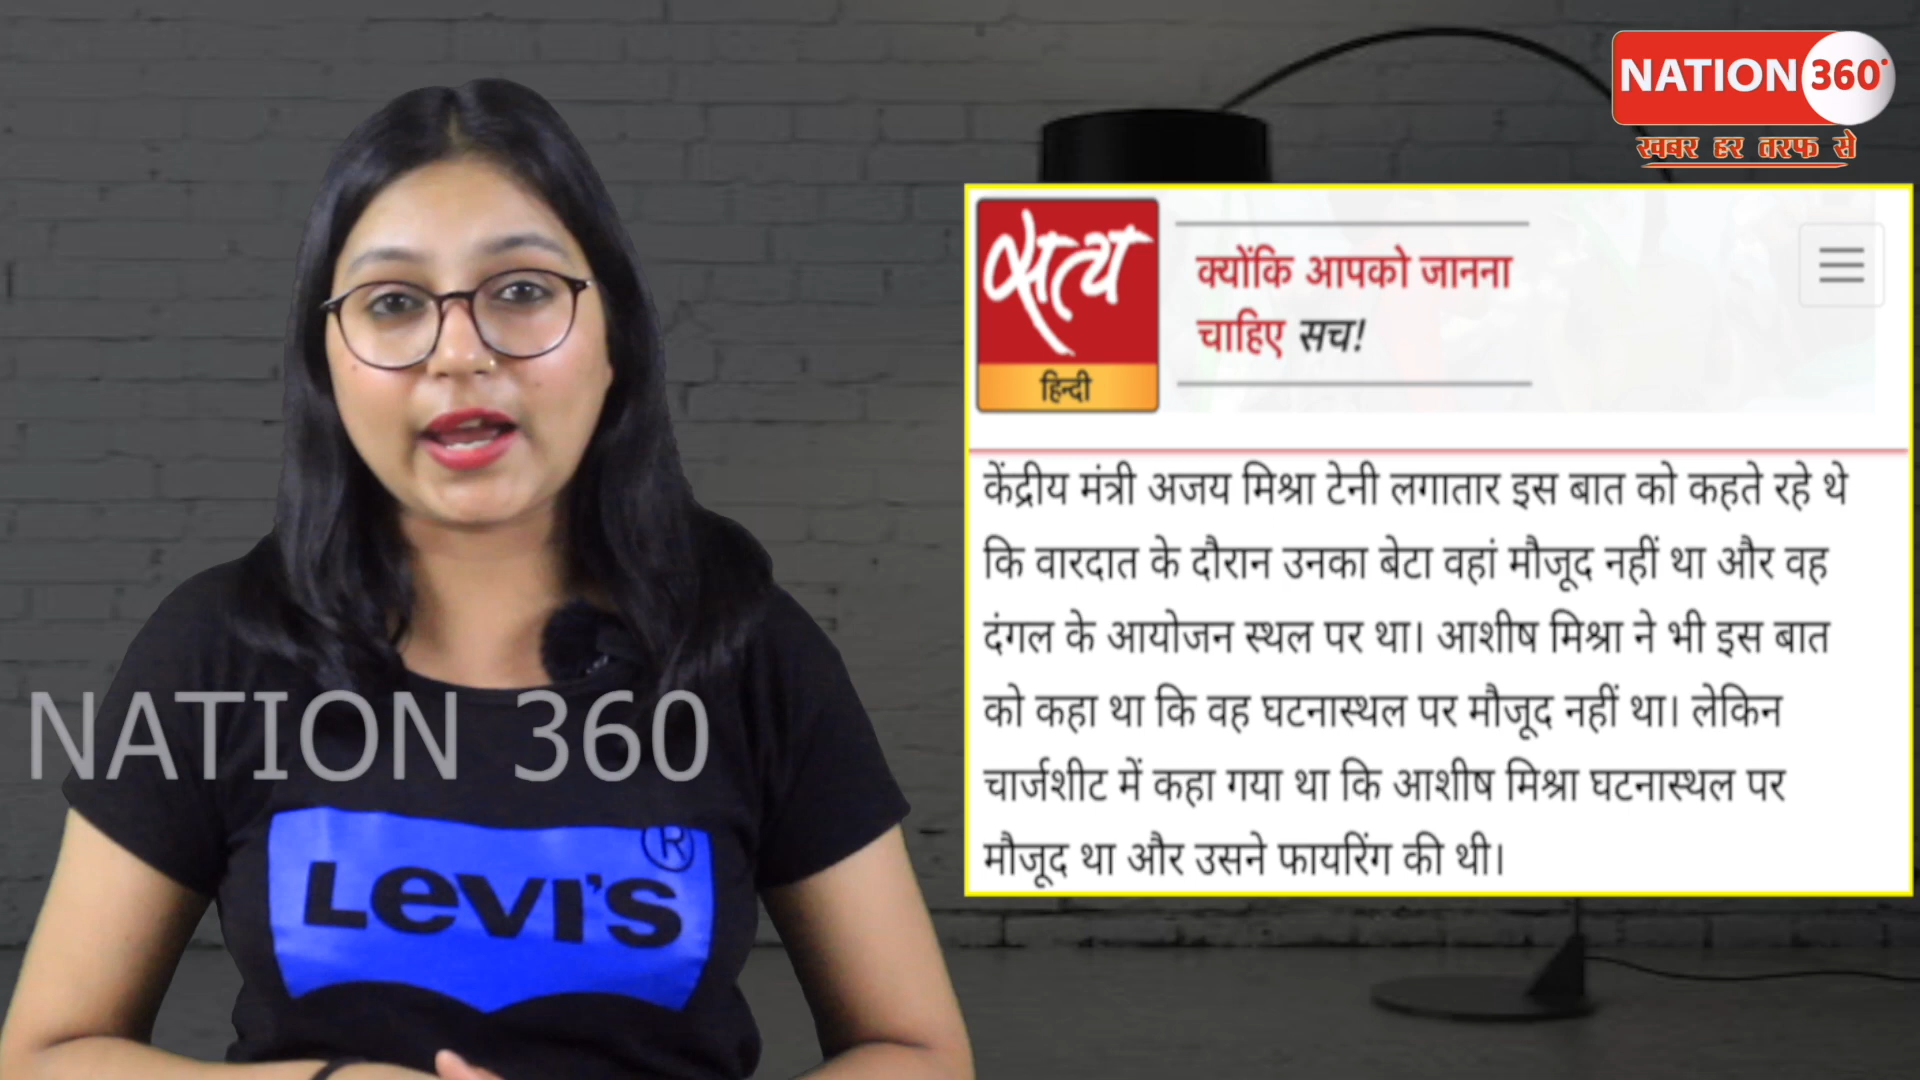 NATION 360°
खबर हर तरफ से
सत्य
हिन्दी
क्योंकि आपको जानना
चाहिए सच!
केंद्रीय मंत्री अजय मिश्रा टेनी लगातार इस बात को कहते रहे थे
कि वारदात के दौरान उनका बेटा वहां मौजूद नहीं था और वह
दंगल के आयोजन स्थल पर था। आशीष मिश्रा ने भी इस बात
को कहा था कि वह घटनास्थल पर मौजूद नहीं था। लेकिन
चार्जशीट में कहा गया था कि आशीष मिश्रा घटनास्थल पर
मौजूद था और उसने फायरिंग की थी।
NATION 360
LEVI'S ®